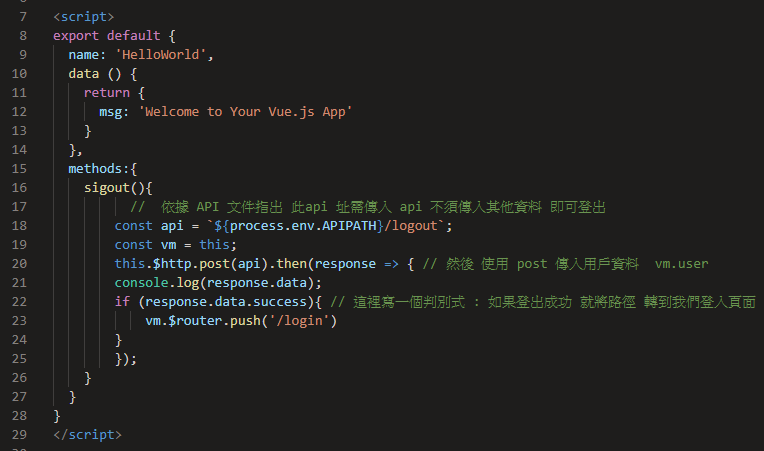 7 <script>
8 export default {
9   name: 'HelloWorld',
10   data () {
11     return {
12       msg: 'Welcome to Your Vue.js App'
13     }
14   },
15   methods:{
16     sigout(){
17           //  依據 API 文件指出 此api 址需傳入 api 不須傳入其他資料 即可登出
18         const api = `${process.env.APIPATH}/logout`;
19         const vm = this;
20         this.$http.post(api).then(response => { // 然後 使用 post 傳入用戶資料  vm.user
21         console.log(response.data);
22         if (response.data.success){ // 這裡寫一個判別式 : 如果登出成功 就將路徑 轉到我們登入頁面
23             vm.$router.push('/login')
24         }
25         });
26     }
27   }
28 }
29 </script>